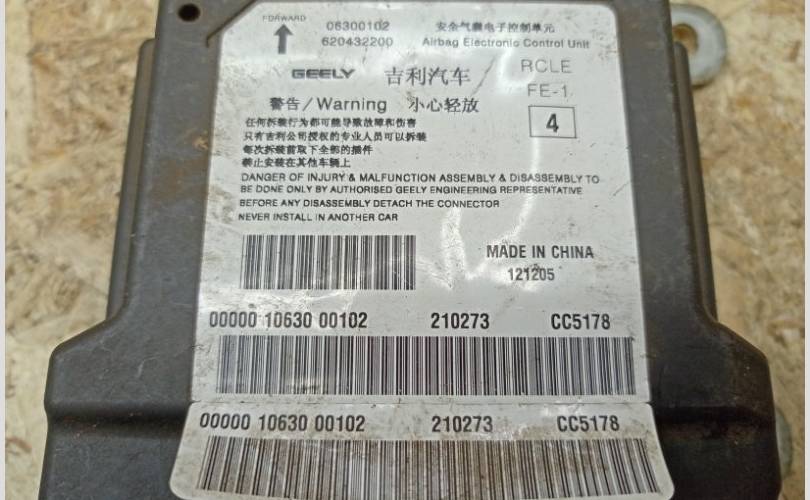 FORWARD
06300102 安全气囊电子控制单元
620432200 Airbag Electronic Control Unit
GEELY 吉利汽车 RCLE
FE-1
警告/Warning 小心轻放
4
任何拆装行为都可能导致故障和伤害
只有吉利公司授权的专业人员可以拆装
每次拆装前取下全部的插件
禁止安装在其他车辆上
DANGER OF INJURY & MALFUNCTION ASSEMBLY & DISASSEMBLY TO
BE DONE ONLY BY AUTHORISED GEELY ENGINEERING REPRESENTATIVE
BEFORE ANY DISASSEMBLY DETACH THE CONNECTOR
NEVER INSTALL IN ANOTHER CAR
MADE IN CHINA
121205
00000 10630 00102 210273 CC5178
00000 10630 00102 210273 CC5178